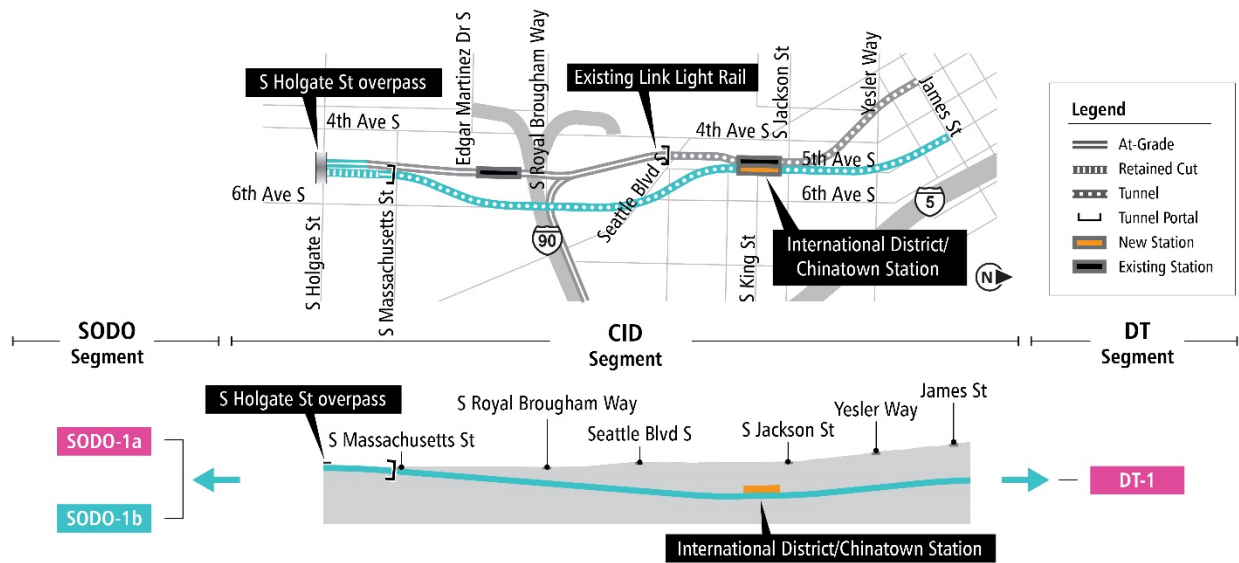 S Holgate St overpass
Edgar Martinez Dr S
S Royal Brougham Way
Existing Link Light Rail
S Jackson St
Yesler Way
James St
4th Ave S
4th Ave S
5th Ave S
6th Ave S
6th Ave S
Seattle Blvd S
S Holgate St
S Massachusetts St
90
5
S King St
International District/
Chinatown Station
N
Legend
At-Grade
Retained Cut
Tunnel
Tunnel Portal
New Station
Existing Station
SODO
Segment
CID
Segment
DT
Segment
S Holgate St overpass
S Massachusetts St
S Royal Brougham Way
Seattle Blvd S
S Jackson St
Yesler Way
James St
SODO-1a
SODO-1b
DT-1
International District/Chinatown Station